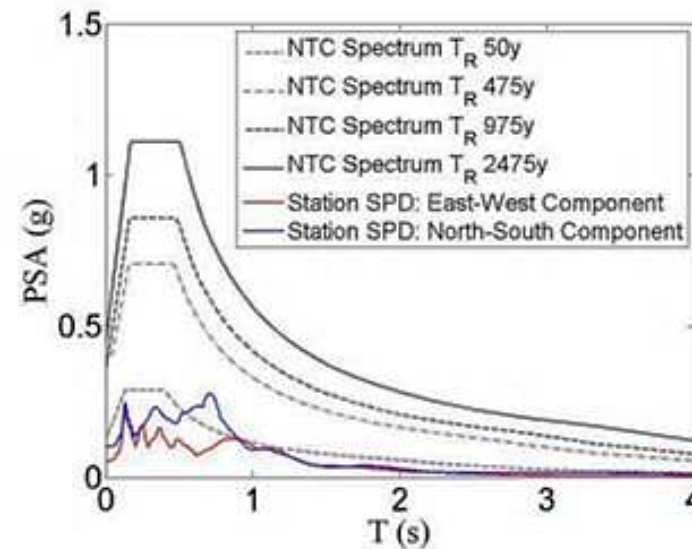 1.5
NTC Spectrum T_R 50y
NTC Spectrum T_R 475y
NTC Spectrum T_R 975y
1
NTC Spectrum T_R 2475y
Station SPD: East-West Component
Station SPD: North-South Component
PSA (g)
0.5
0
0 1 2 3 4
T (s)